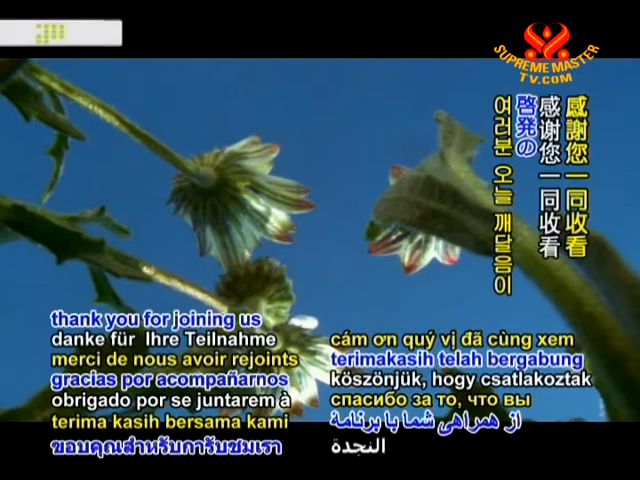 SUPREME MASTER
TV.COM
感謝您一同收看
感谢您一同收看
啓発の
여러분 오늘 깨달음이
thank you for joining us
danke für Ihre Teilnahme
merci de nous avoir rejoints
gracias por acompañarnos
obrigado por se juntarem à
terima kasih bersama kami
ขอบคุณสำหรับการับชมเรา
cám ơn quý vị đã cùng xem
terimakasih telah bergabung
köszönjük, hogy csatlakoztak
спасибо за то, что вы
از همراهی شما با برنامة
النجدة